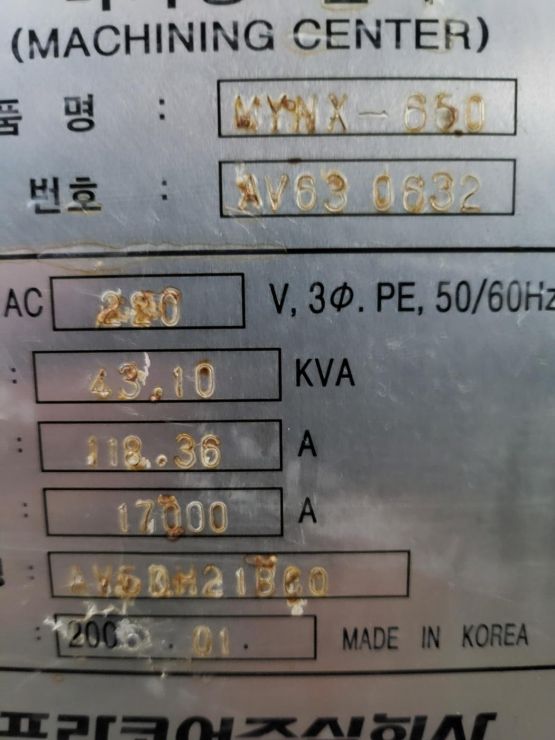 (MACHINING CENTER)
품 명 : MYNX-650
번호 : AV63 0632
AC 220 V, 3Φ. PE, 50/60Hz
: 43.10 KVA
: 118.36 A
: 17000 A
:
: 200 .01. MADE IN KOREA